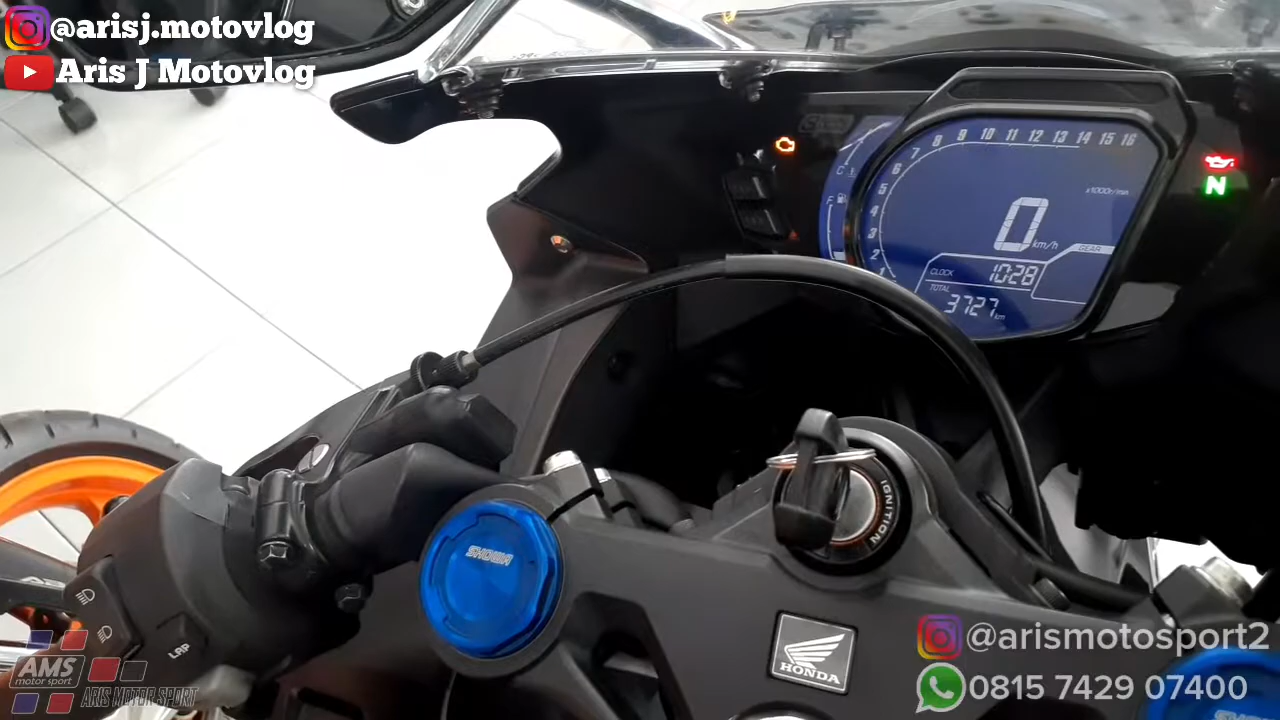 @arisj.motovlog
Aris J Motovlog
1 2 3 4 5 6 7 8 9 10 11 12 13 14 15 16
x1000r/min
C
F
0 km/h
GEAR
CLOCK 10:28
TOTAL
3727 km
N
IGNITION
ON
SHOWA
HONDA
LAP
AMS
motor sport
ARIS MOTOR SPORT
@arismotosport2
0815 7429 07400